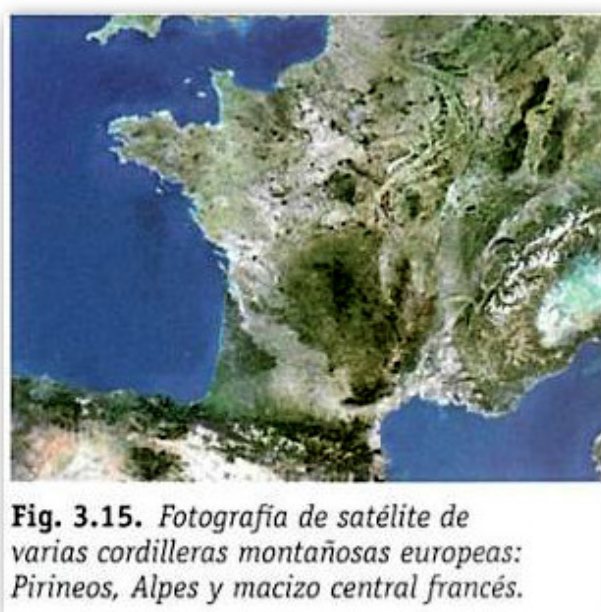 Fig. 3.15. Fotografía de satélite de
varias cordilleras montañosas europeas:
Pirineos, Alpes y macizo central francés.